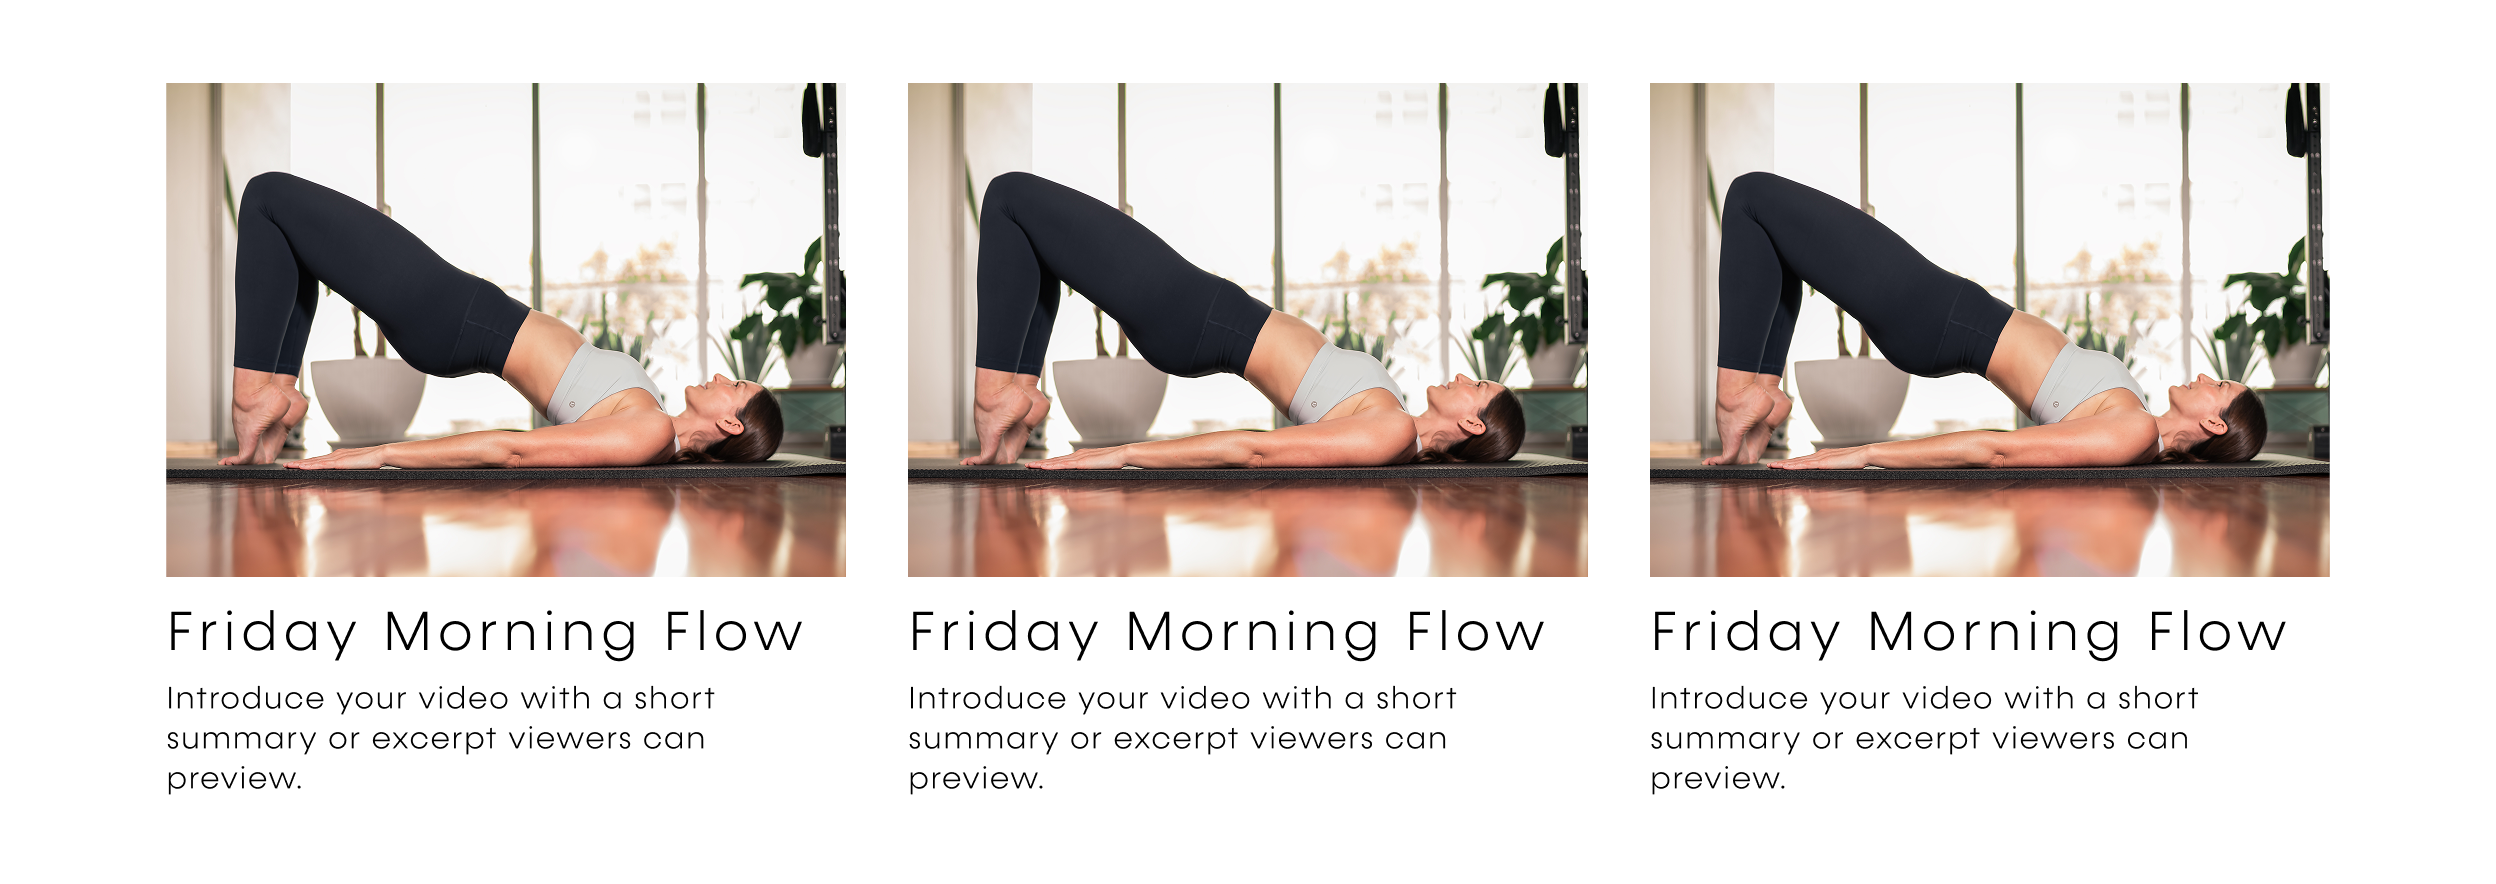 Friday Morning Flow
Introduce your video with a short
summary or excerpt viewers can
preview.
Friday Morning Flow
Introduce your video with a short
summary or excerpt viewers can
preview.
Friday Morning Flow
Introduce your video with a short
summary or excerpt viewers can
preview.